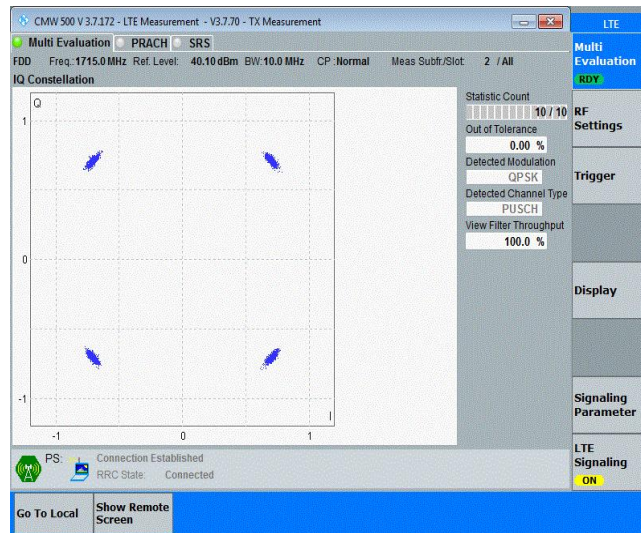 CMW 500 V 3.7.172 - LTE Measurement - V3.7.70 - TX Measurement
LTE
Multi Evaluation PRACH SRS
FDD Freq.:1715.0 MHz Ref. Level: 40.10 dBm BW:10.0 MHz CP :Normal Meas Subfr./Slot: 2 / All
IQ Constellation
Q
1
0
-1
-1 0 1
I
Statistic Count
10 / 10
Out of Tolerance
0.00 %
Detected Modulation
QPSK
Detected Channel Type
PUSCH
View Filter Throughput
100.0 %
Multi
Evaluation
RDY
RF
Settings
Trigger
Display
Signaling
Parameter
LTE
Signaling
ON
PS: Connection Established
RRC State: Connected
Go To Local
Show Remote
Screen